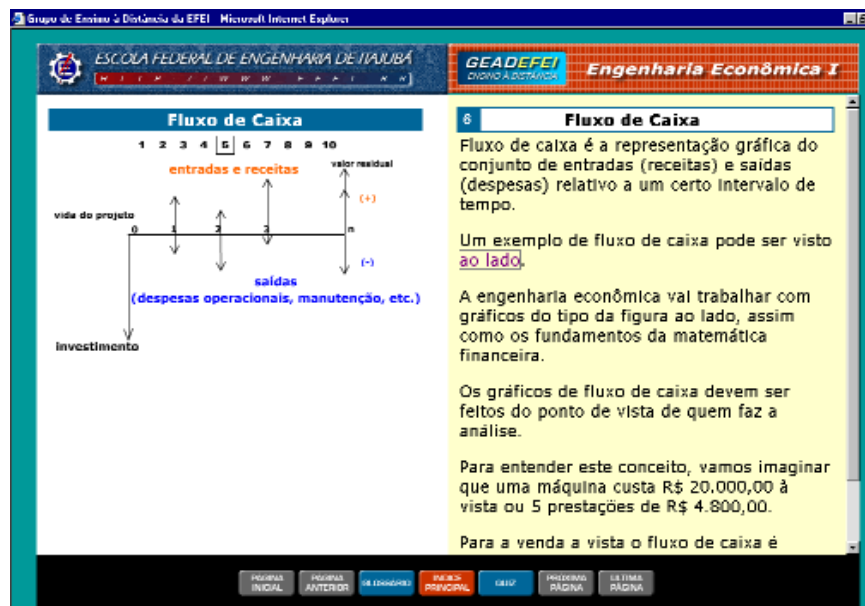 Grupo de Ensino à Distância da EFEI - Microsoft Internet Explorer
ESCOLA FEDERAL DE ENGENHARIA DE ITAJUBÁ
GEADEFEI
ENSINO À DISTÂNCIA
Engenharia Econômica I
Fluxo de Caixa
1 2 3 4 5 6 7 8 9 10
entradas e receitas
valor residual
(+)
vida do projeto
0 1 2 3 n
(-)
saídas
(despesas operacionais, manutenção, etc.)
investimento
6 Fluxo de Caixa
Fluxo de caixa é a representação gráfica do
conjunto de entradas (receitas) e saídas
(despesas) relativo a um certo intervalo de
tempo.
Um exemplo de fluxo de caixa pode ser visto
ao lado.
A engenharia econômica vai trabalhar com
gráficos do tipo da figura ao lado, assim
como os fundamentos da matemática
financeira.
Os gráficos de fluxo de caixa devem ser
feitos do ponto de vista de quem faz a
análise.
Para entender este conceito, vamos imaginar
que uma máquina custa R$ 20.000,00 à
vista ou 5 prestações de R$ 4.800,00.
Para a venda a vista o fluxo de caixa é
PÁGINA INICIAL
PÁGINA ANTERIOR
GLOSSÁRIO
ÍNDICE PRINCIPAL
QUIZ
PRÓXIMA PÁGINA
ÚLTIMA PÁGINA